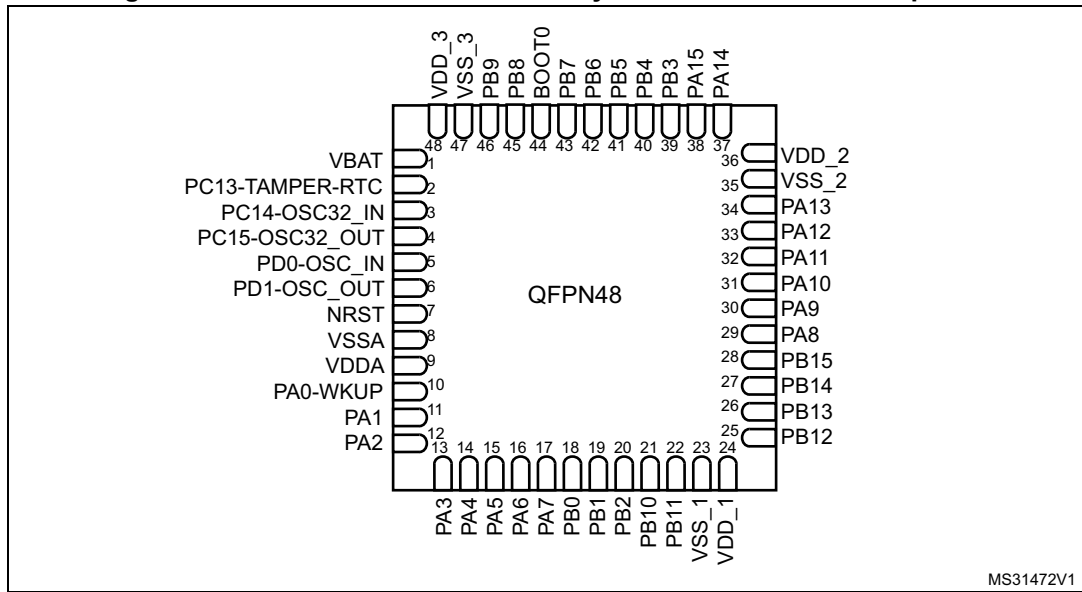 VDD_3
VSS_3
PB9
PB8
BOOT0
PB7
PB6
PB5
PB4
PB3
PA15
PA14
48 47 46 45 44 43 42 41 40 39 38 37
VBAT 1
PC13-TAMPER-RTC 2
PC14-OSC32_IN 3
PC15-OSC32_OUT 4
PD0-OSC_IN 5
PD1-OSC_OUT 6
NRST 7
VSSA 8
VDDA 9
PA0-WKUP 10
PA1 11
PA2 12
QFPN48
36 VDD_2
35 VSS_2
34 PA13
33 PA12
32 PA11
31 PA10
30 PA9
29 PA8
28 PB15
27 PB14
26 PB13
25 PB12
13 14 15 16 17 18 19 20 21 22 23 24
PA3
PA4
PA5
PA6
PA7
PB0
PB1
PB2
PB10
PB11
VSS_1
VDD_1
MS31472V1